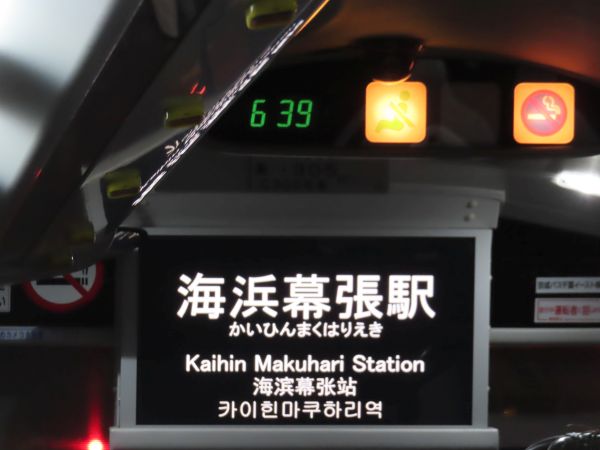 6 39
海浜幕張駅
かいひんまくはりえき
Kaihin Makuhari Station
海滨幕张站
카이힌마쿠하리역